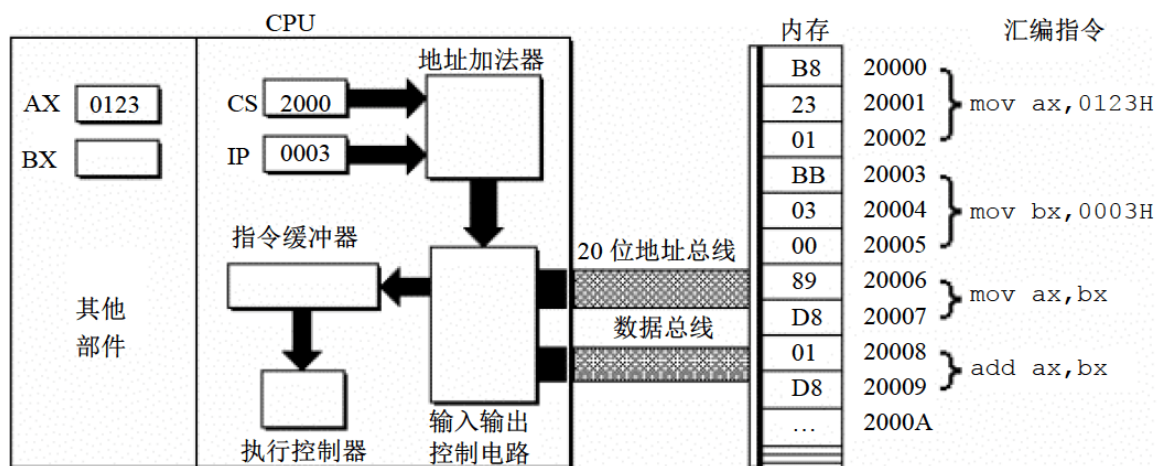 CPU
内存
汇编指令
地址加法器
AX 0123
BX
CS 2000
IP 0003
指令缓冲器
其他
部件
执行控制器
输入输出
控制电路
20 位地址总线
数据总线
B8 20000
23 20001 mov ax,0123H
01 20002
BB 20003
03 20004 mov bx,0003H
00 20005
89 20006
mov ax,bx
D8 20007
01 20008
add ax,bx
D8 20009
… 2000A